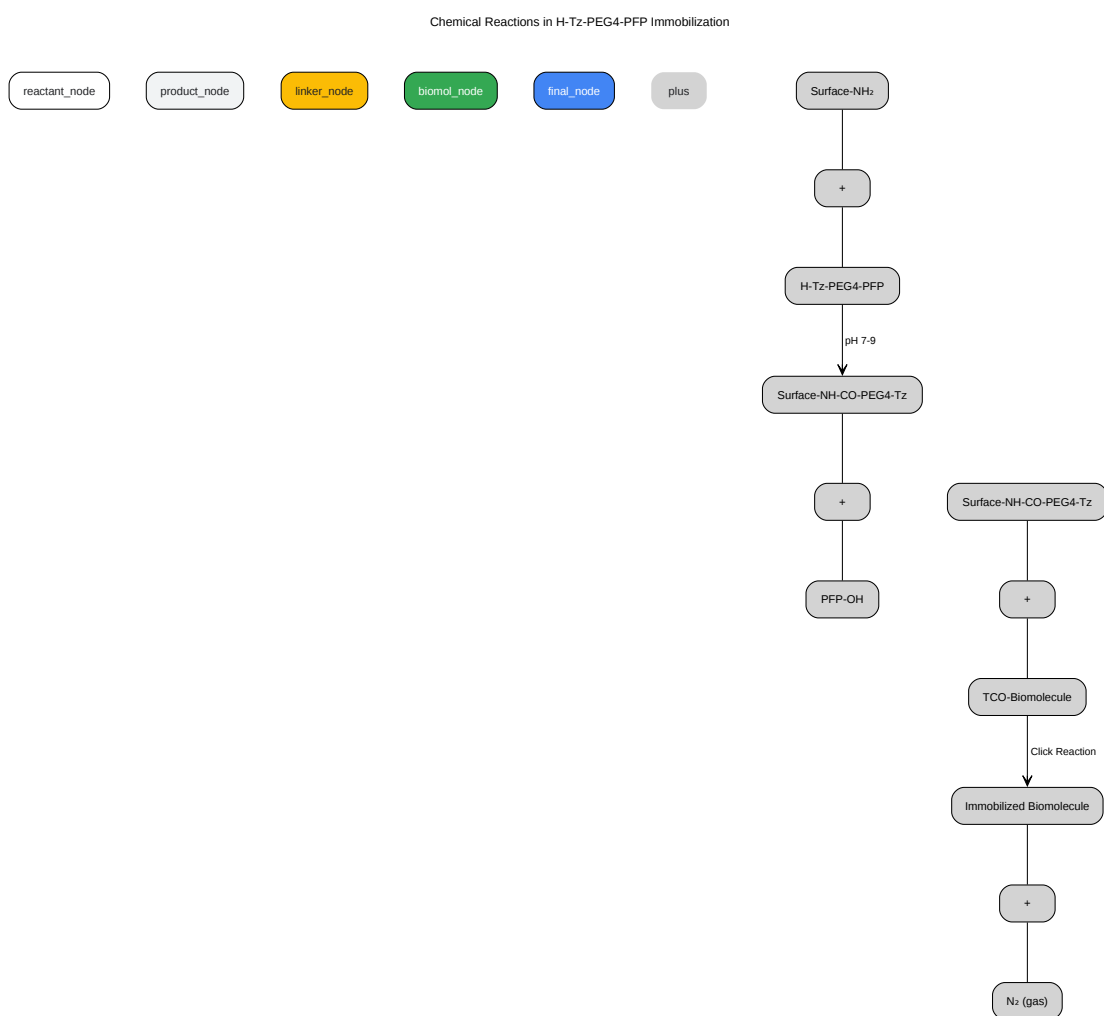 Chemical Reactions in H-Tz-PEG4-PFP Immobilization
reactant_node
product_node
linker_node
biomol_node
final_node
plus
Surface-NH₂
+
H-Tz-PEG4-PFP
pH 7-9
Surface-NH-CO-PEG4-Tz
+
PFP-OH
Surface-NH-CO-PEG4-Tz
+
TCO-Biomolecule
Click Reaction
Immobilized Biomolecule
+
N₂ (gas)